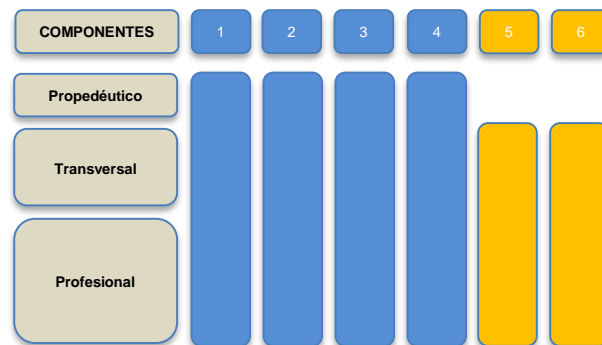 COMPONENTES 1 2 3 4 5 6
Propedéutico
Transversal
Profesional